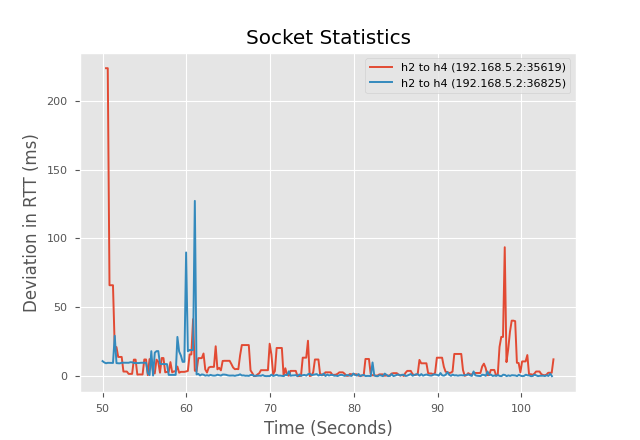 Socket Statistics
h2 to h4 (192.168.5.2:35619)
h2 to h4 (192.168.5.2:36825)
Deviation in RTT (ms)
200
150
100
50
0
50
60
70
80
90
100
Time (Seconds)